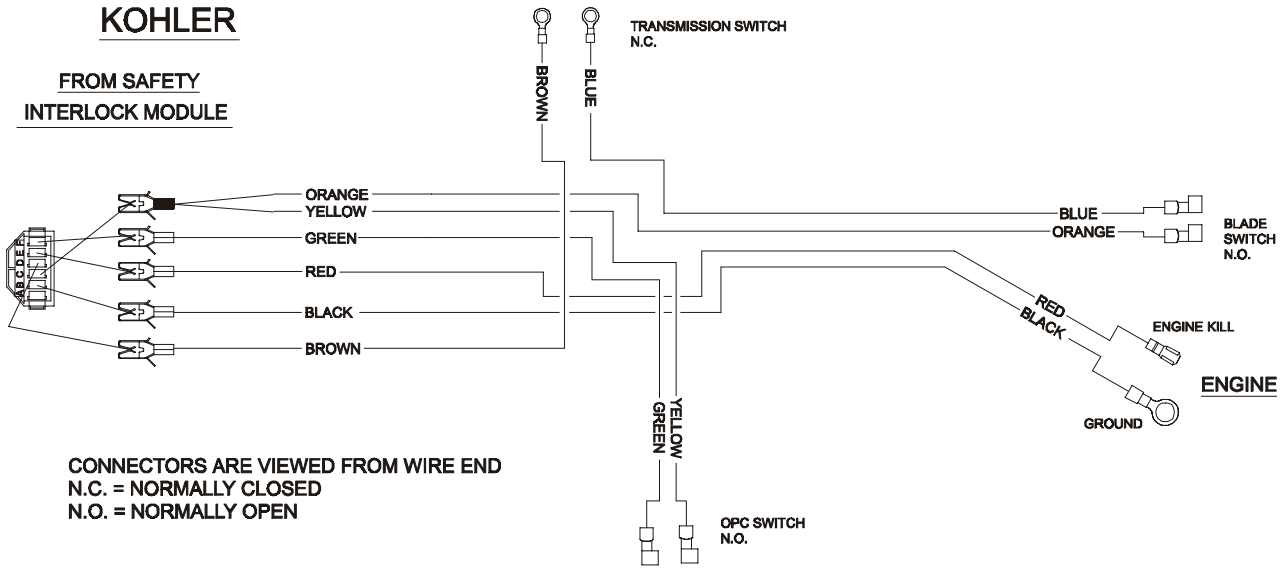 KOHLER
FROM SAFETY
INTERLOCK MODULE
TRANSMISSION SWITCH
N.C.
BROWN
BLUE
ORANGE
YELLOW
GREEN
RED
BLACK
BROWN
A B C D E F
BLUE
ORANGE
BLADE
SWITCH
N.O.
RED
BLACK
ENGINE KILL
ENGINE
GROUND
GREEN
YELLOW
CONNECTORS ARE VIEWED FROM WIRE END
N.C. = NORMALLY CLOSED
N.O. = NORMALLY OPEN
OPC SWITCH
N.O.